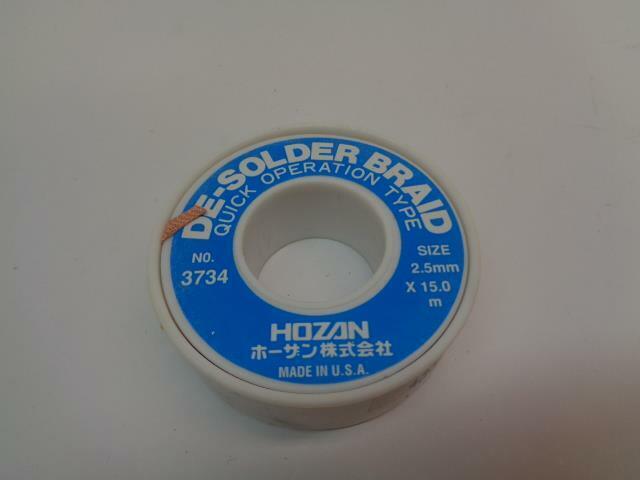 DE-SOLDER BRAID
QUICK OPERATION TYPE
NO.
3734
SIZE
2.5mm
X 15.0
m
HOZAN
ホーザン株式会社
MADE IN U.S.A.